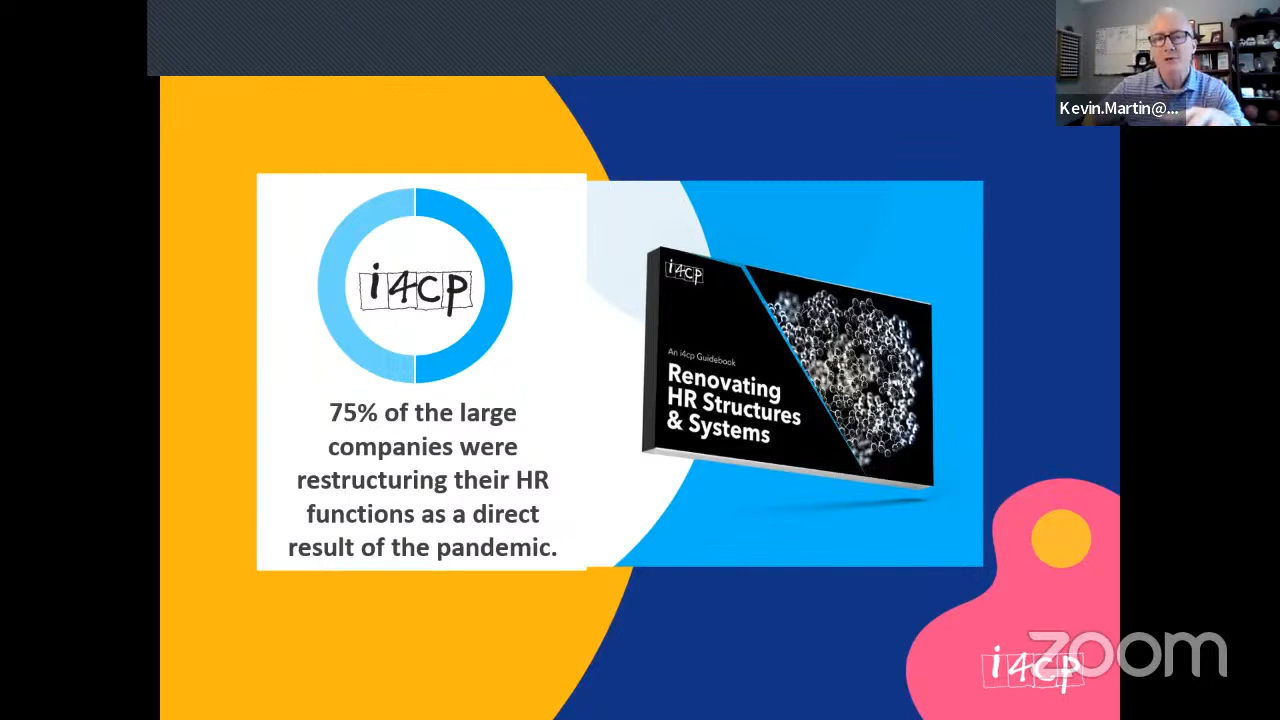 Kevin.Martin@...
i4cp
75% of the large
companies were
restructuring their HR
functions as a direct
result of the pandemic.
i4cp
An i4cp Guidebook
Renovating
HR Structures
& Systems
i4cp
zoom